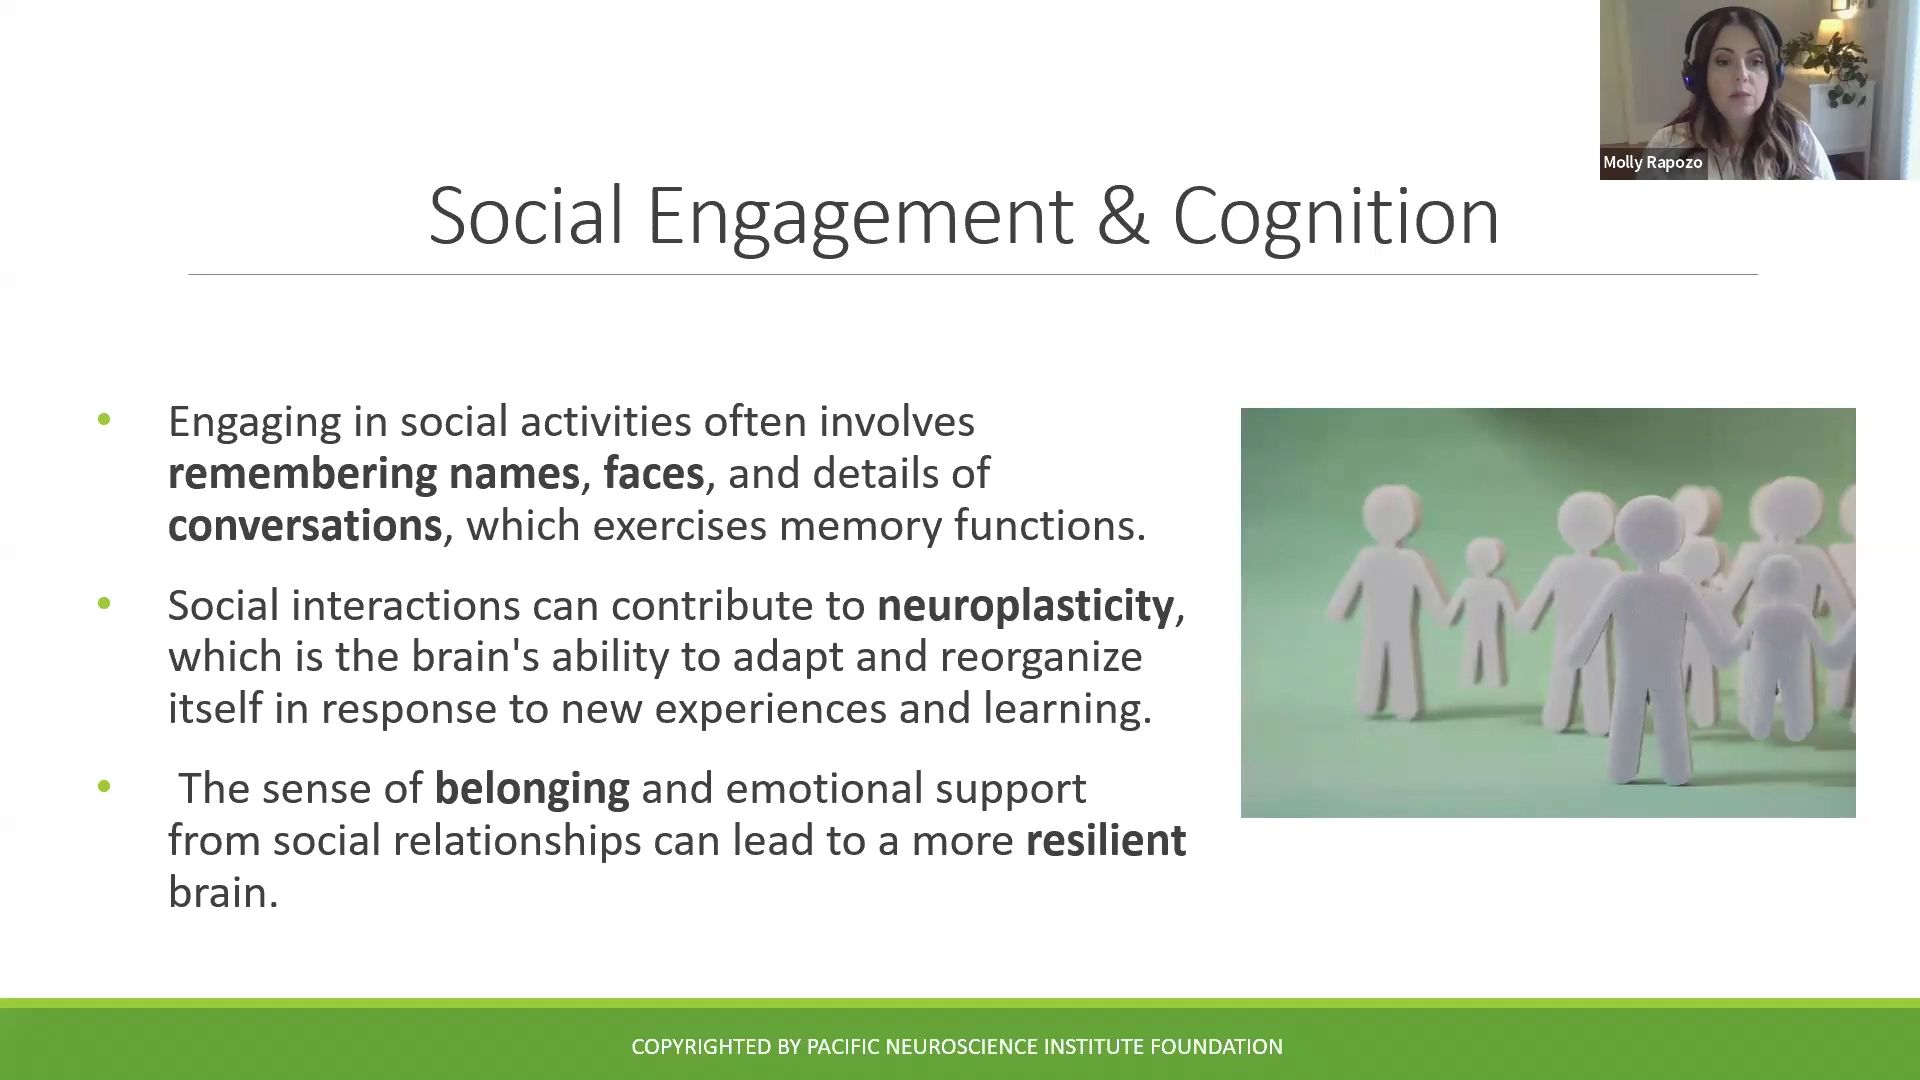 Molly Rapozo
Social Engagement & Cognition
• Engaging in social activities often involves
remembering names, faces, and details of
conversations, which exercises memory functions.
• Social interactions can contribute to neuroplasticity,
which is the brain's ability to adapt and reorganize
itself in response to new experiences and learning.
• The sense of belonging and emotional support
from social relationships can lead to a more resilient
brain.
COPYRIGHTED BY PACIFIC NEUROSCIENCE INSTITUTE FOUNDATION